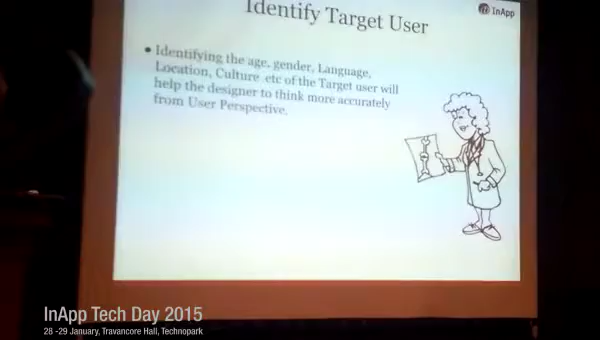 Identify Target User
InApp
• Identifying the age, gender, Language,
Location, Culture etc of the Target user will
help the designer to think more accurately
from User Perspective.
InApp Tech Day 2015
28 -29 January, Travancore Hall, Technopark